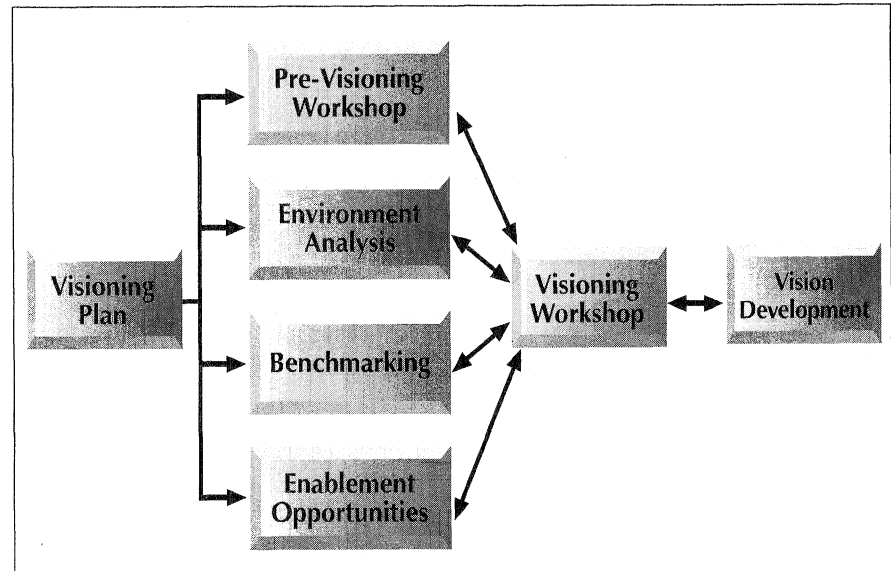 Pre-Visioning
Workshop
Environment
Analysis
Visioning
Plan
Visioning
Workshop
Vision
Development
Benchmarking
Enablement
Opportunities